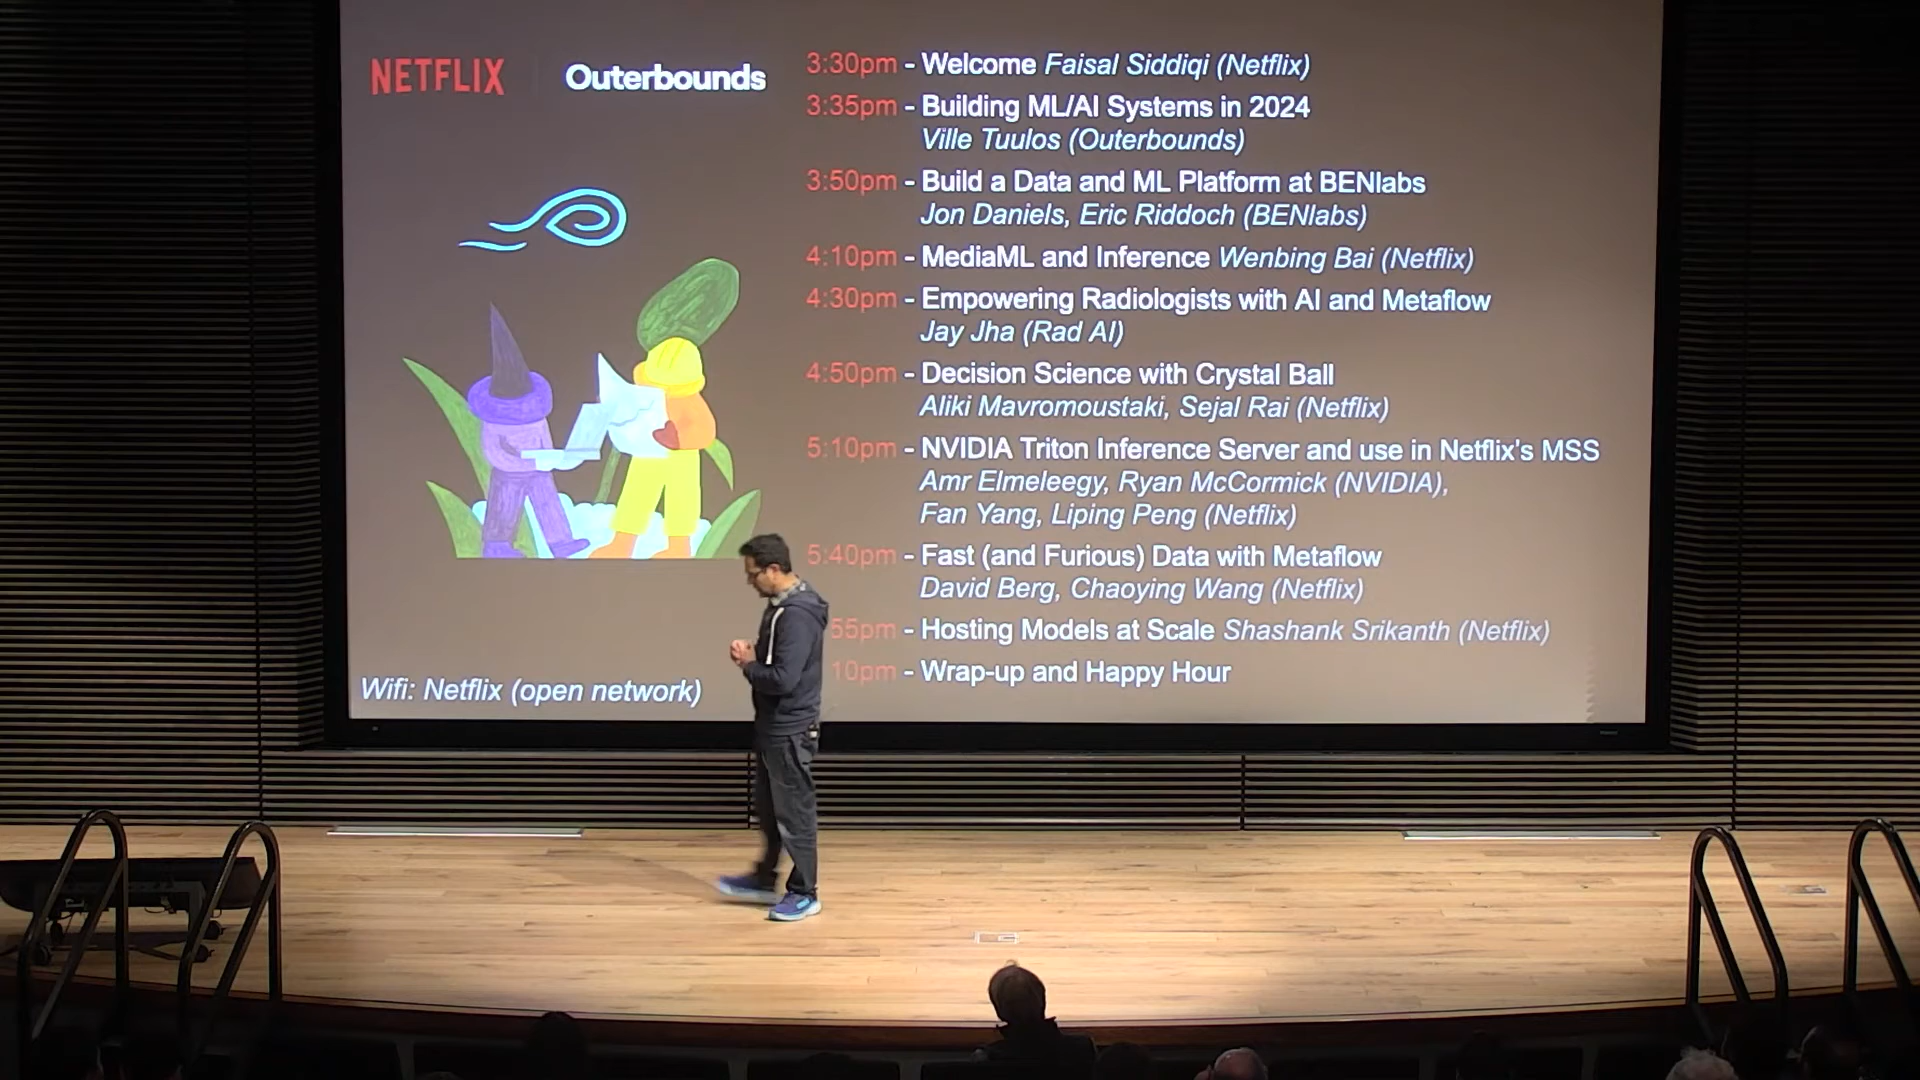 NETFLIX Outerbounds
3:30pm - Welcome Faisal Siddiqi (Netflix)
3:35pm - Building ML/AI Systems in 2024
Ville Tuulos (Outerbounds)
3:50pm - Build a Data and ML Platform at BENlabs
Jon Daniels, Eric Riddoch (BENlabs)
4:10pm - MediaML and Inference Wenbing Bai (Netflix)
4:30pm - Empowering Radiologists with AI and Metaflow
Jay Jha (Rad AI)
4:50pm - Decision Science with Crystal Ball
Aliki Mavromoustaki, Sejal Rai (Netflix)
5:10pm - NVIDIA Triton Inference Server and use in Netflix's MSS
Amr Elmeleegy, Ryan McCormick (NVIDIA),
Fan Yang, Liping Peng (Netflix)
5:40pm - Fast (and Furious) Data with Metaflow
David Berg, Chaoying Wang (Netflix)
55pm - Hosting Models at Scale Shashank Srikanth (Netflix)
10pm - Wrap-up and Happy Hour
Wifi: Netflix (open network)